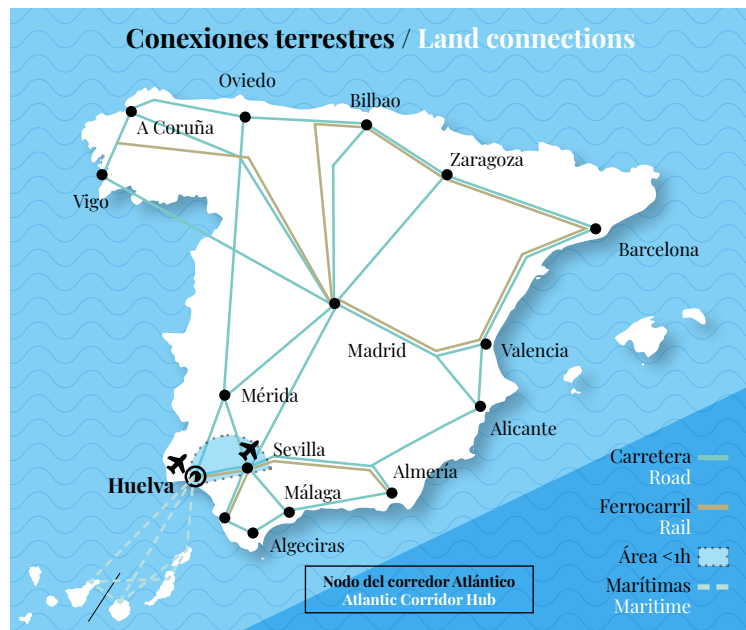 Conexiones terrestres / Land connections
Oviedo
Bilbao
A Coruña
Zaragoza
Vigo
Barcelona
Madrid
Valencia
Mérida
Alicante
Sevilla
Carretera
Road
Huelva
Almería
Málaga
Ferrocarril
Rail
Algeciras
Área <1h
Nodo del corredor Atlántico
Atlantic Corridor Hub
Marítimas
Maritime